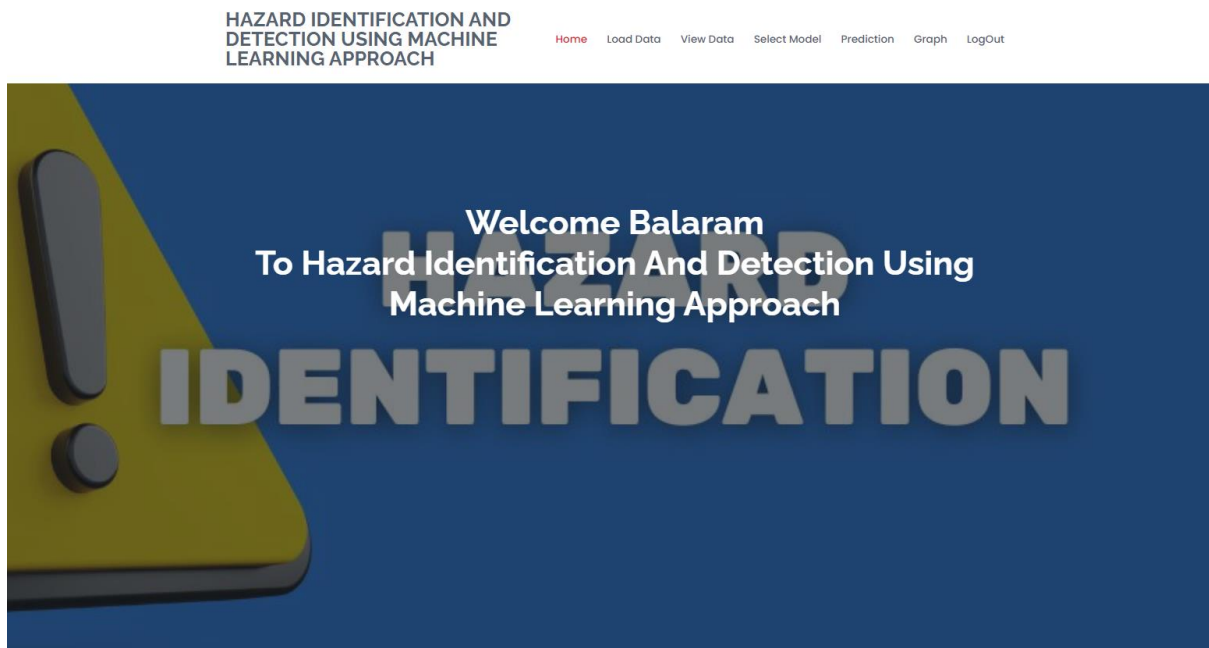 HAZARD IDENTIFICATION AND
DETECTION USING MACHINE
LEARNING APPROACH
Home Load Data View Data Select Model Prediction Graph LogOut
Welcome Balaram
To Hazard Identification And Detection Using
Machine Learning Approach
HAZARD
IDENTIFICATION